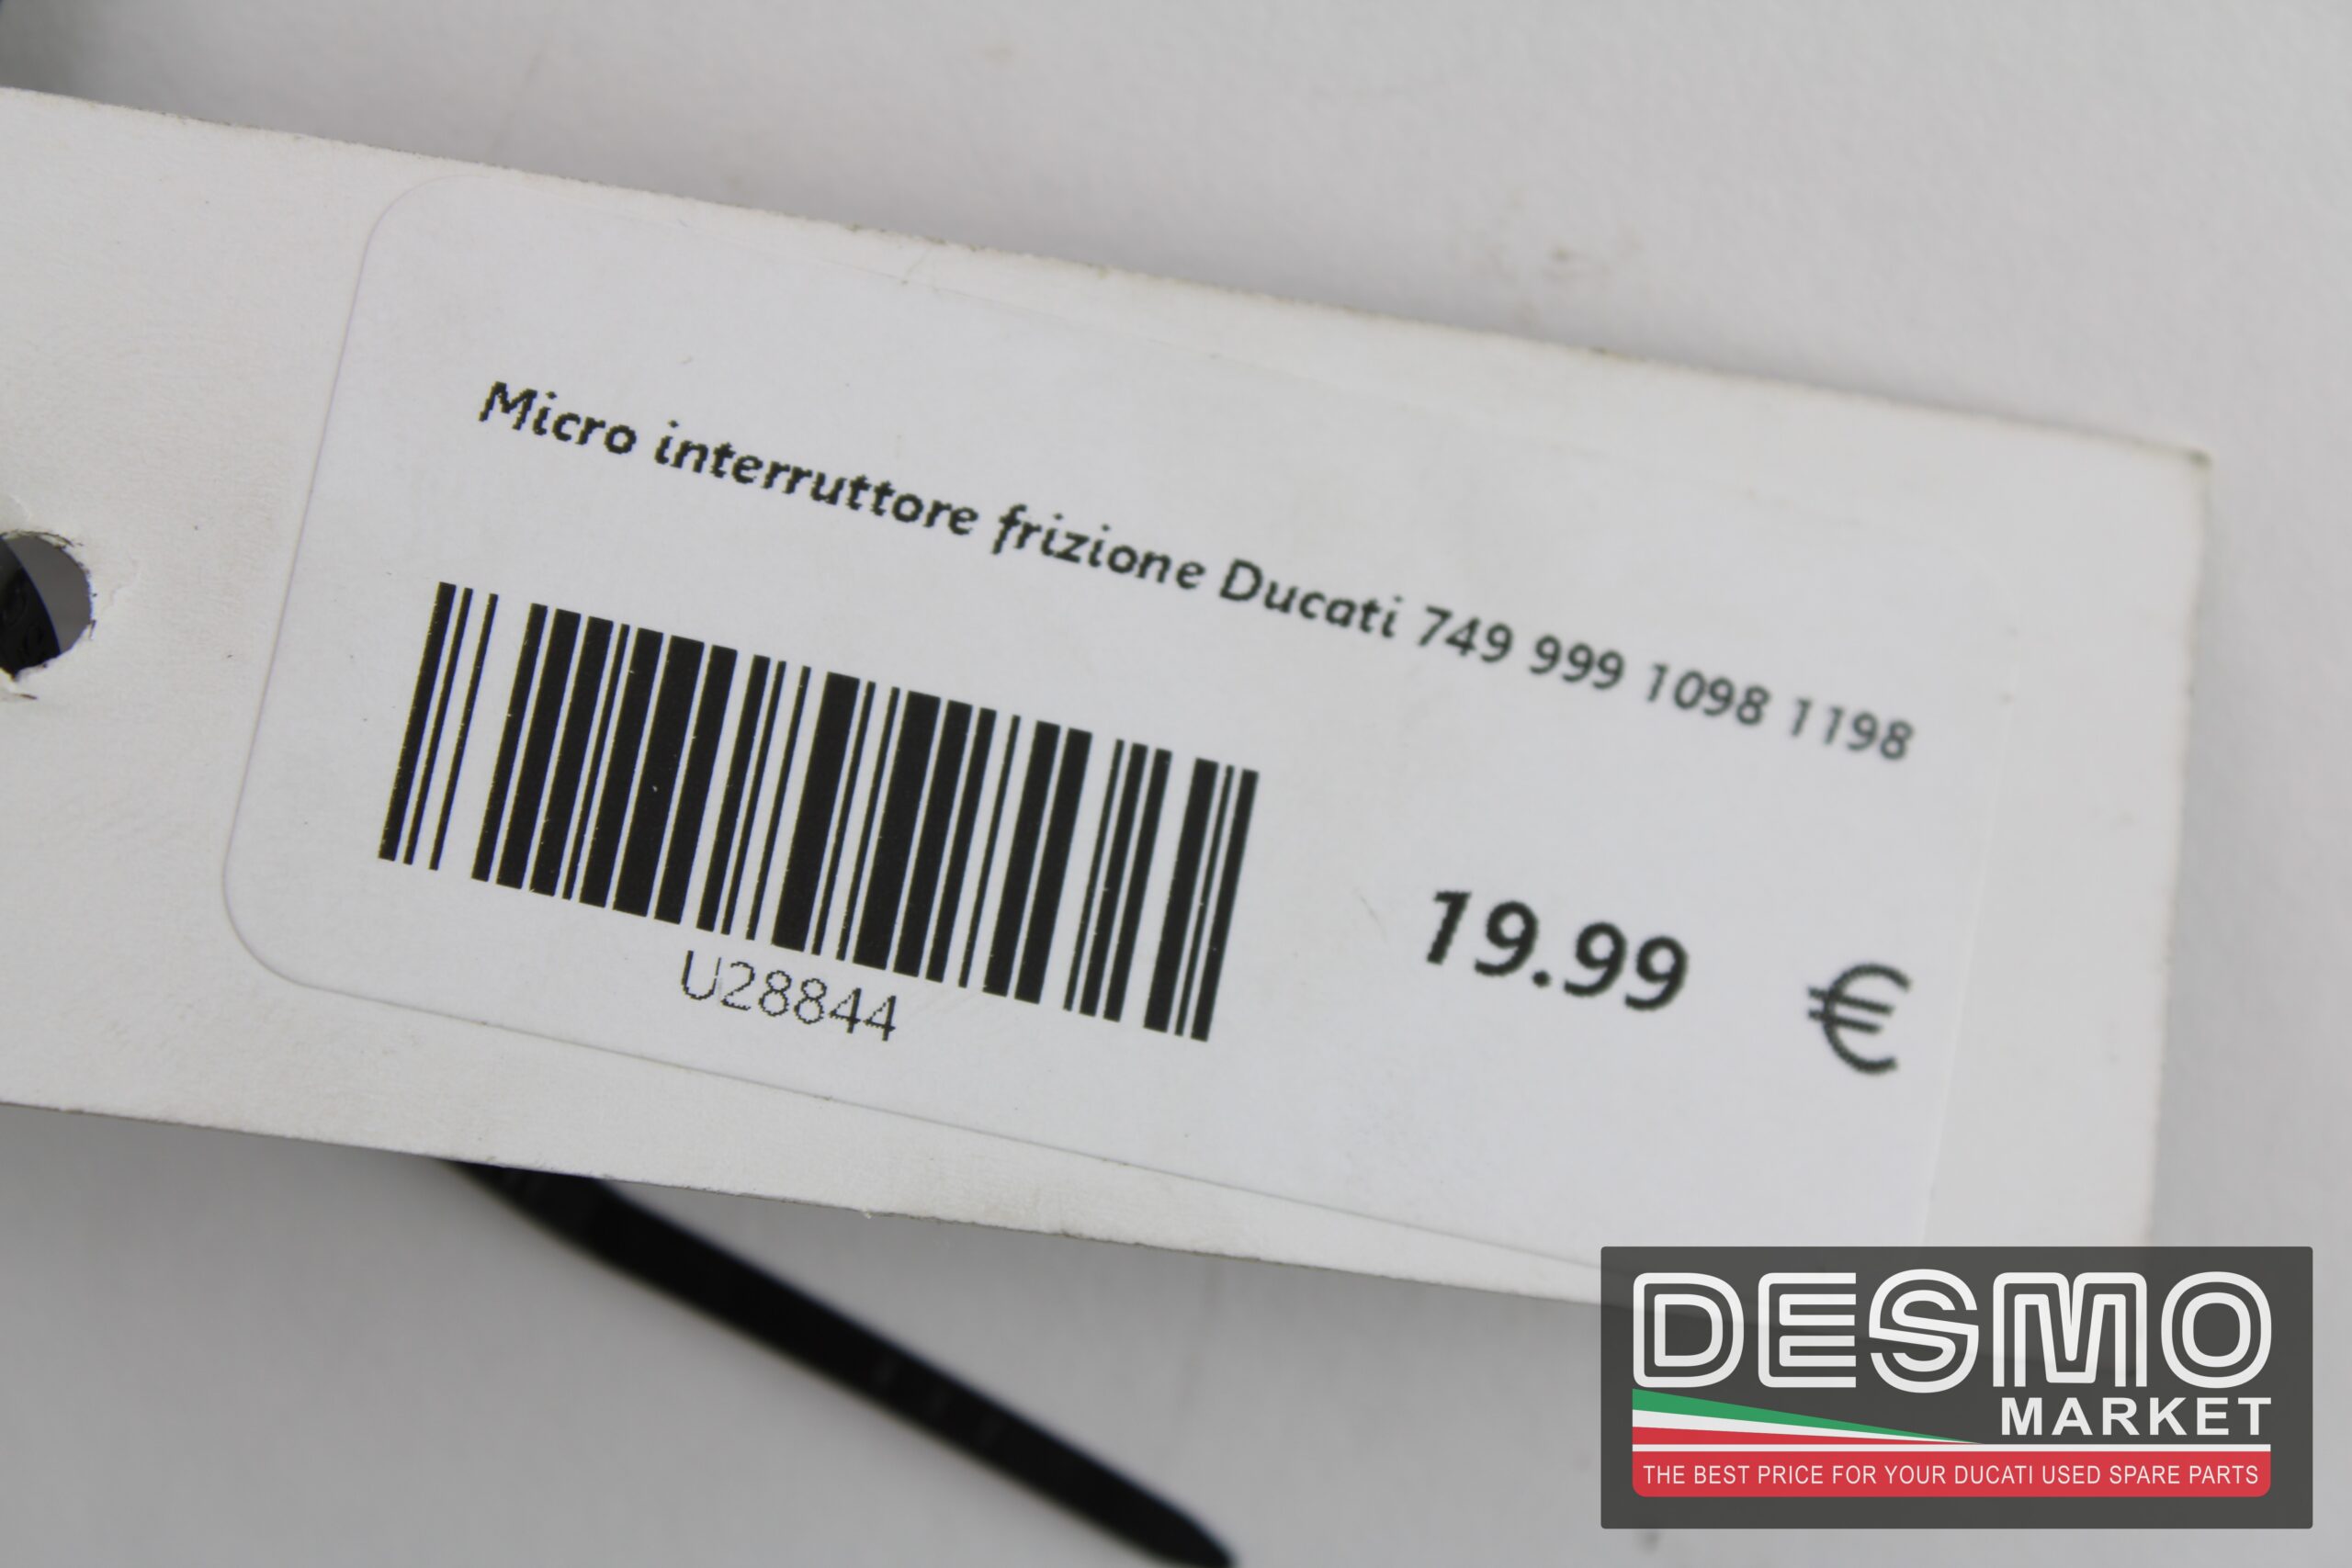 Micro interruttore frizione Ducati 749 999 1098 1198
19.99 €
U28844
DESMO
MARKET
THE BEST PRICE FOR YOUR DUCATI USED SPARE PARTS